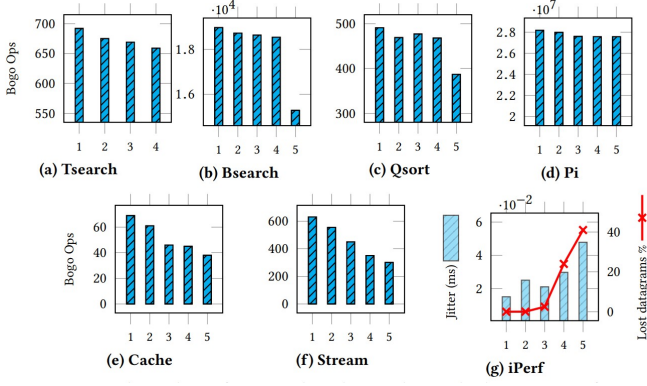 Bogo Ops
700
650
600
550
1 2 3 4
(a) Tsearch
·10⁴
1.8
1.6
1 2 3 4 5
(b) Bsearch
500
400
300
1 2 3 4 5
(c) Qsort
·10⁷
2.8
2.6
2.4
2.2
2
1 2 3 4 5
(d) Pi
Bogo Ops
60
40
20
0
1 2 3 4 5
(e) Cache
600
400
200
0
1 2 3 4 5
(f) Stream
Jitter (ms)
·10⁻²
6
4
2
1 2 3 4 5
40
20
0
Lost datagrams %
(g) iPerf